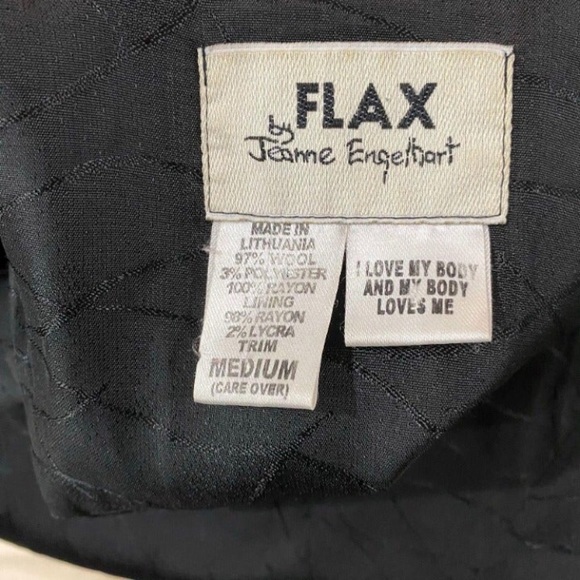 FLAX
by
Jeanne Engelhart
MADE IN
LITHUANIA
97% WOOL
3% POLYESTER
100% RAYON
LINING
98% RAYON
2% LYCRA
TRIM
MEDIUM
(CARE OVER)
I LOVE MY BODY
AND MY BODY
LOVES ME